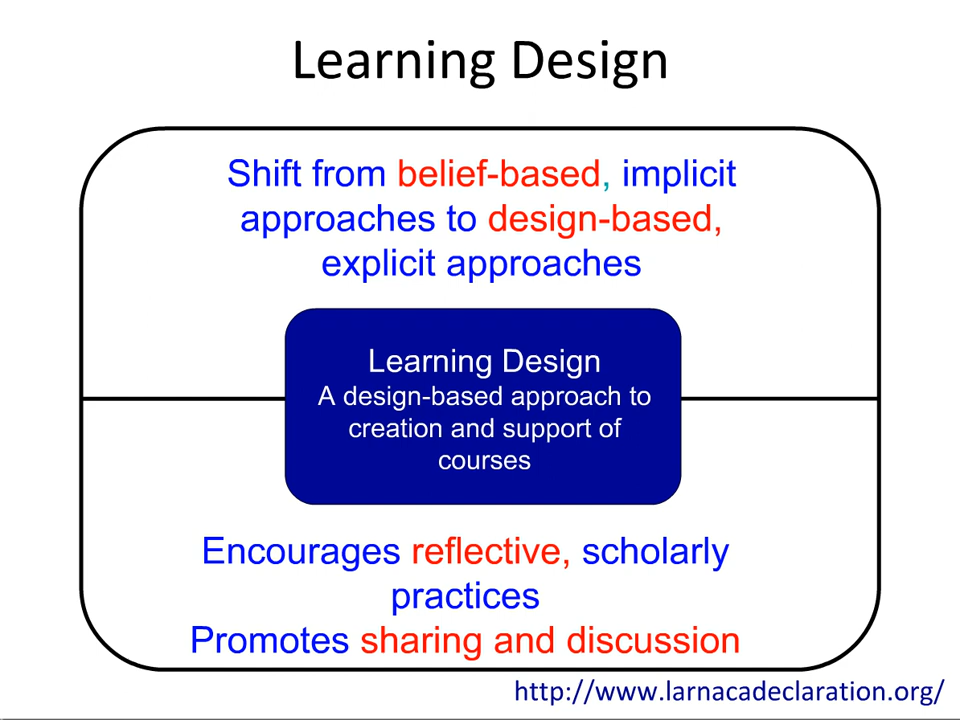 Learning Design
Shift from belief-based, implicit
approaches to design-based,
explicit approaches
Learning Design
A design-based approach to
creation and support of
courses
Encourages reflective, scholarly
practices
Promotes sharing and discussion
http://www.larnacadeclaration.org/